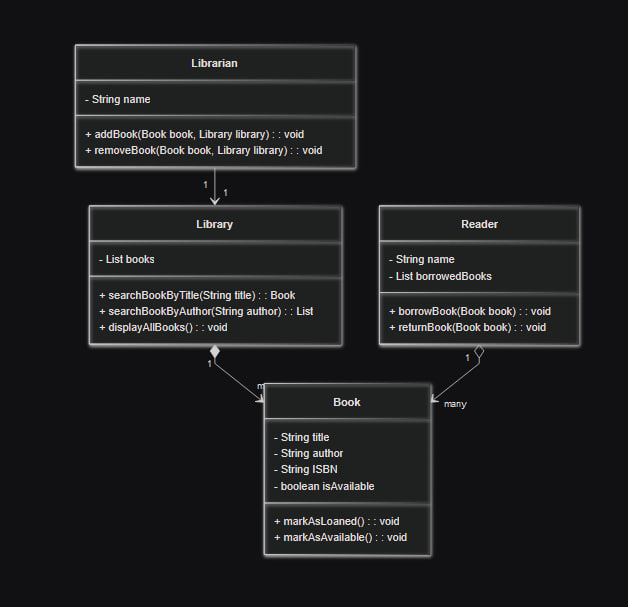 Librarian
- String name
+ addBook(Book book, Library library) : : void
+ removeBook(Book book, Library library) : : void
1
1
Library
- List books
+ searchBookByTitle(String title) : : Book
+ searchBookByAuthor(String author) : : List
+ displayAllBooks() : : void
Reader
- String name
- List borrowedBooks
+ borrowBook(Book book) : : void
+ returnBook(Book book) : : void
1
1
many
Book
- String title
- String author
- String ISBN
- boolean isAvailable
+ markAsLoaned() : : void
+ markAsAvailable() : : void